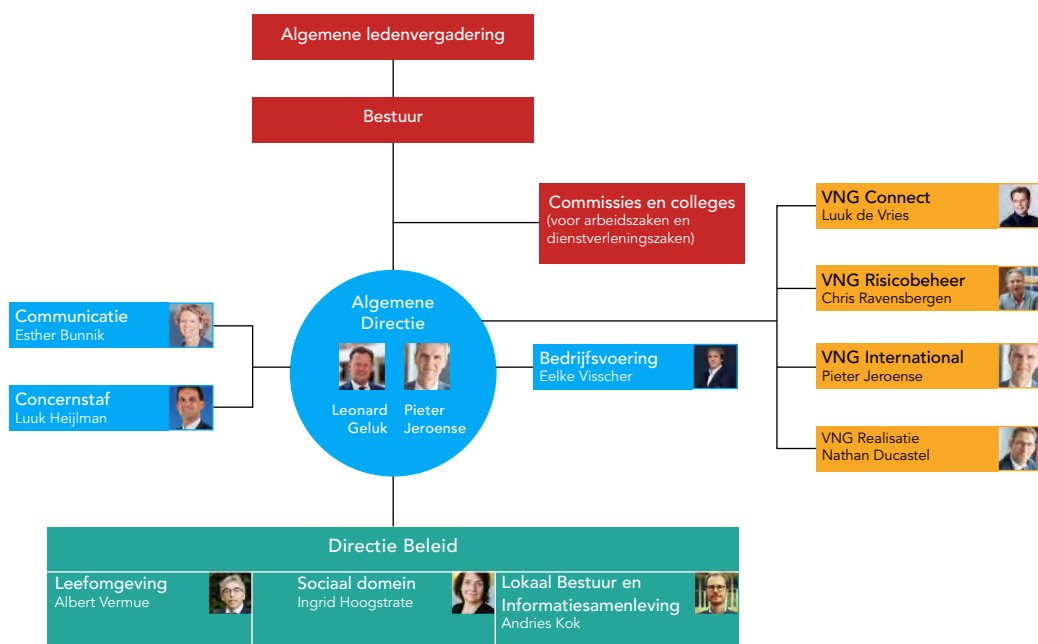 Algemene ledenvergadering
Bestuur
Commissies en colleges
(voor arbeidszaken en
dienstverleningszaken)
VNG Connect
Luuk de Vries
VNG Risicobeheer
Chris Ravensbergen
VNG International
Pieter Jeroense
VNG Realisatie
Nathan Ducastel
Communicatie
Esther Bunnik
Concernstaf
Luuk Heijlman
Algemene
Directie
Leonard
Geluk
Pieter
Jeroense
Bedrijfsvoering
Eelke Visscher
Directie Beleid
Leefomgeving
Albert Vermue
Sociaal domein
Ingrid Hoogstrate
Lokaal Bestuur en
Informatiesamenleving
Andries Kok